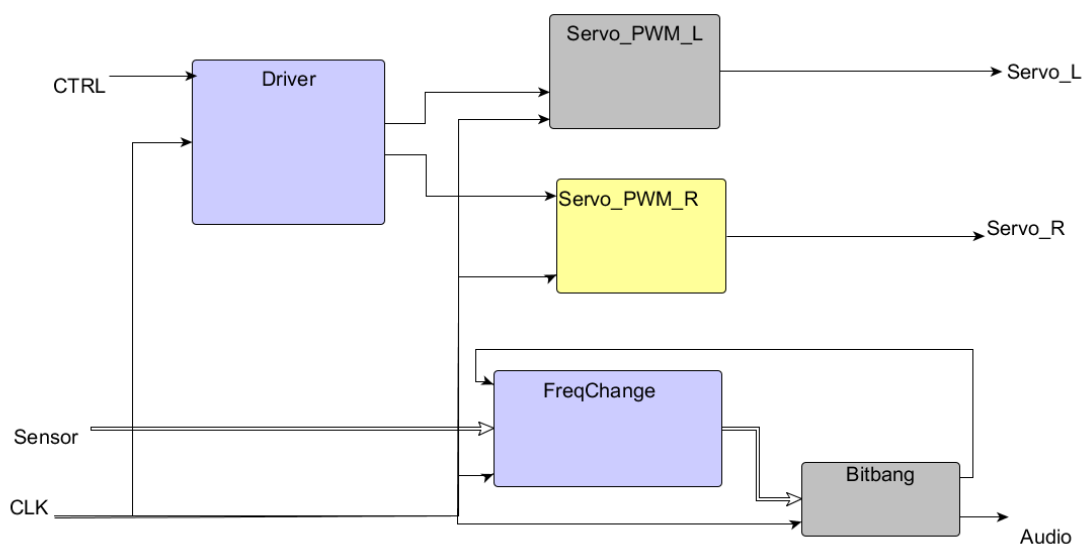 Servo_PWM_L
Driver
CTRL
Servo_L
Servo_PWM_R
Servo_R
FreqChange
Sensor
Bitbang
CLK
Audio